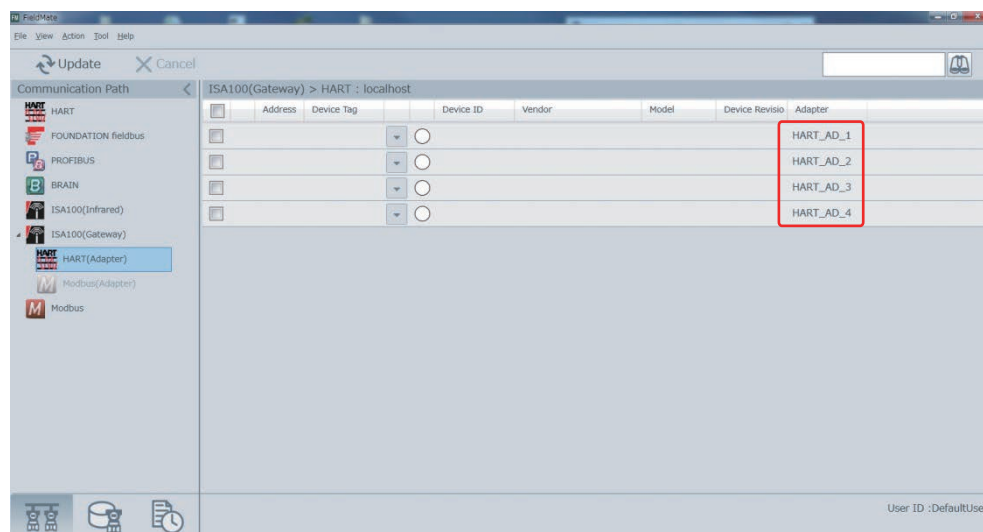 FieldMate
File View Action Tool Help
Update Cancel
Communication Path
ISA100(Gateway) > HART : localhost
Address Device Tag Device ID Vendor Model Device Revisio Adapter
HART HART
FOUNDATION fieldbus
PROFIBUS
BRAIN
ISA100(Infrared)
ISA100(Gateway)
HART HART(Adapter)
Modbus(Adapter)
Modbus
HART_AD_1
HART_AD_2
HART_AD_3
HART_AD_4
User ID :DefaultUse